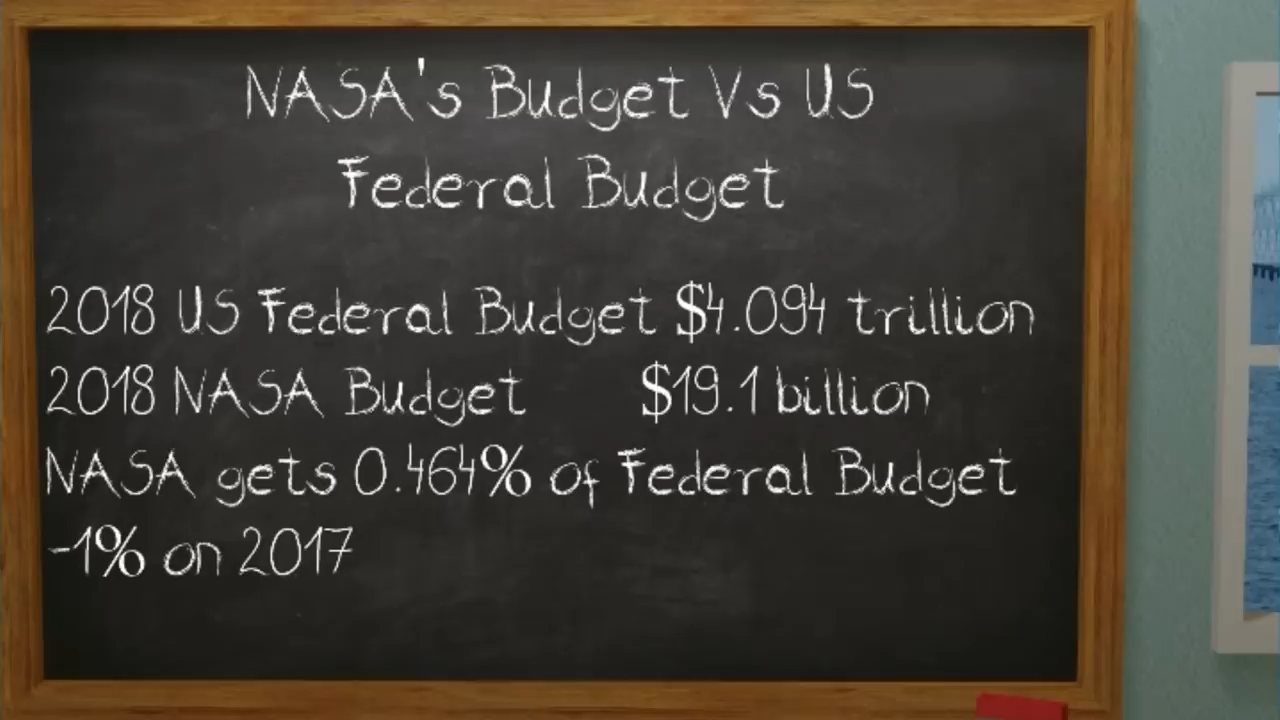 NASA's Budget Vs US
Federal Budget
2018 US Federal Budget $4.094 trillion
2018 NASA Budget $19.1 billion
NASA gets 0.464% of Federal Budget
-1% on 2017